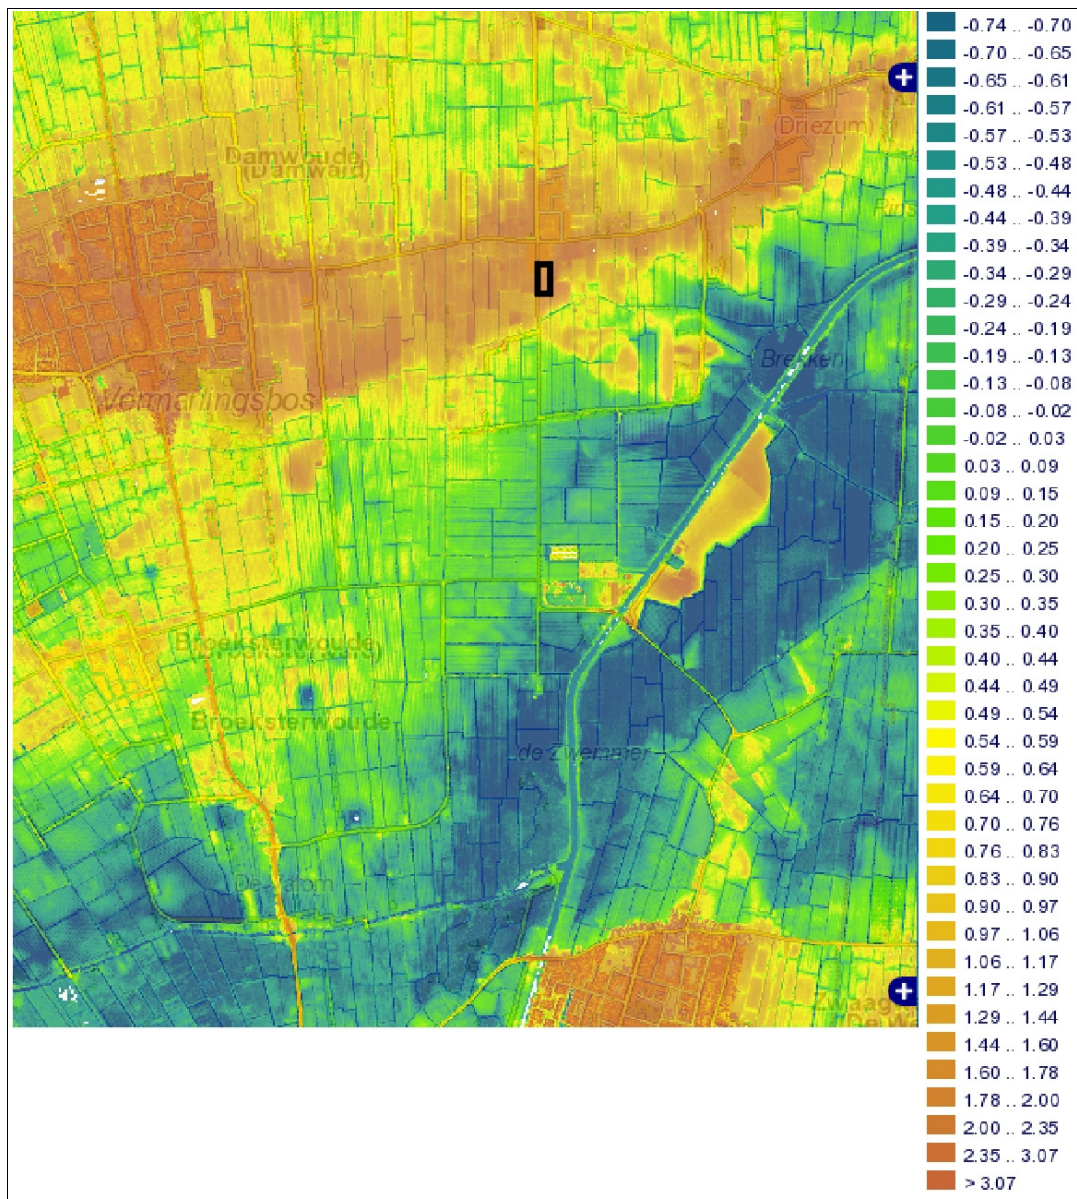 (Driezum)
Damwoude
(Damwâld)
Brekken
Vermaningsbos
Broeksterwoude
Broeksterwoude
de Zwemmer
De Falom
-0.74 .. -0.70
-0.70 .. -0.65
-0.65 .. -0.61
-0.61 .. -0.57
-0.57 .. -0.53
-0.53 .. -0.48
-0.48 .. -0.44
-0.44 .. -0.39
-0.39 .. -0.34
-0.34 .. -0.29
-0.29 .. -0.24
-0.24 .. -0.19
-0.19 .. -0.13
-0.13 .. -0.08
-0.08 .. -0.02
-0.02 .. 0.03
0.03 .. 0.09
0.09 .. 0.15
0.15 .. 0.20
0.20 .. 0.25
0.25 .. 0.30
0.30 .. 0.35
0.35 .. 0.40
0.40 .. 0.44
0.44 .. 0.49
0.49 .. 0.54
0.54 .. 0.59
0.59 .. 0.64
0.64 .. 0.70
0.70 .. 0.76
0.76 .. 0.83
0.83 .. 0.90
0.90 .. 0.97
0.97 .. 1.06
1.06 .. 1.17
1.17 .. 1.29
1.29 .. 1.44
1.44 .. 1.60
1.60 .. 1.78
1.78 .. 2.00
2.00 .. 2.35
2.35 .. 3.07
> 3.07